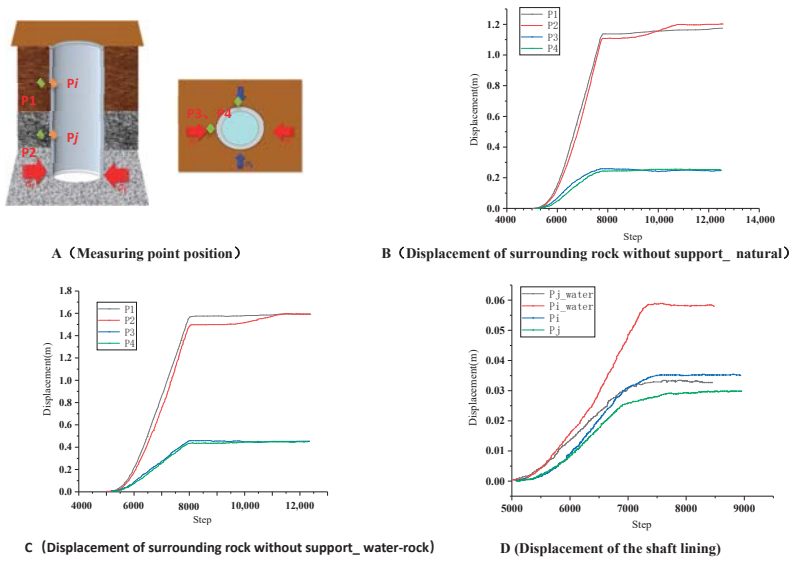 P1
Pi
Pj
P2
P3, P4
A（Measuring point position）
P1
P2
P3
P4
Displacement(m)
1.2
1.0
0.8
0.6
0.4
0.2
0.0
4000 6000 8000 10,000 12,000 14,000
Step
B（Displacement of surrounding rock without support_ natural）
P1
P2
P3
P4
Displacement(m)
1.8
1.6
1.4
1.2
1.0
0.8
0.6
0.4
0.2
0.0
4000 6000 8000 10,000 12,000
Step
C（Displacement of surrounding rock without support_ water-rock）
Pj_water
Pi_water
Pi
Pj
Displacement(m)
0.06
0.05
0.04
0.03
0.02
0.01
0.00
5000 6000 7000 8000 9000
Step
D (Displacement of the shaft lining)